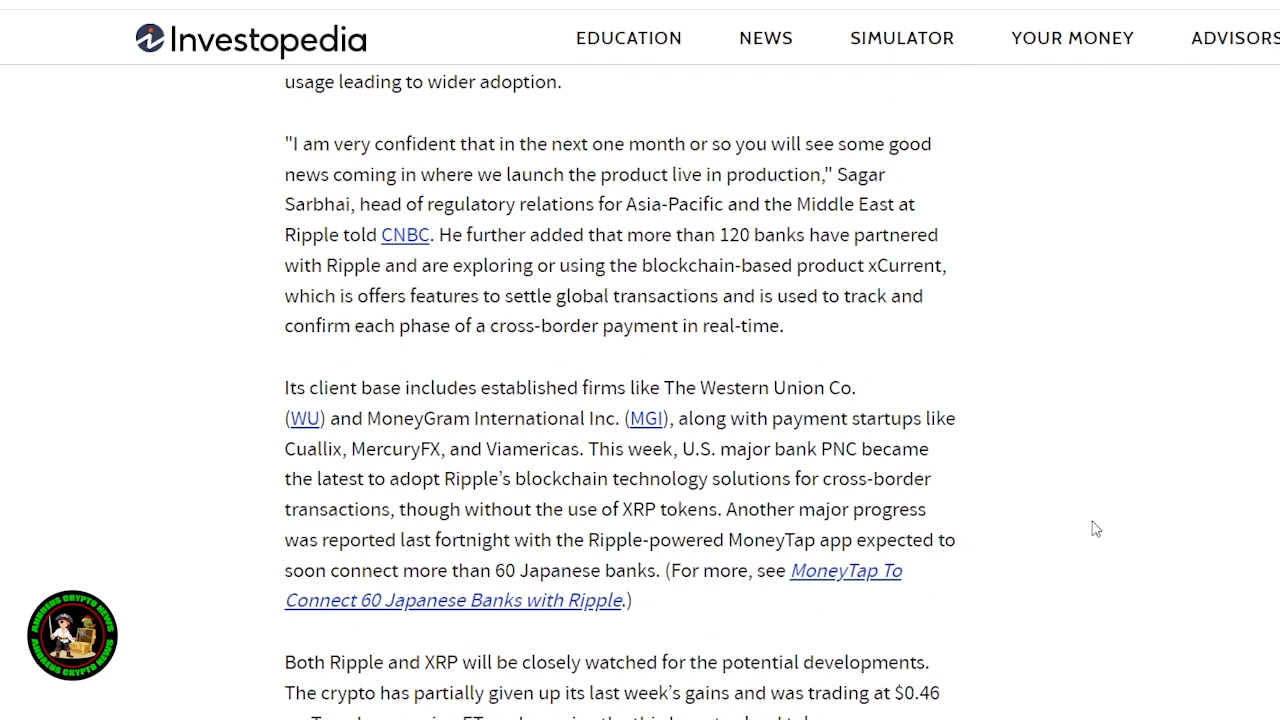 Investopedia
EDUCATION NEWS SIMULATOR YOUR MONEY ADVISORS
usage leading to wider adoption.
"I am very confident that in the next one month or so you will see some good
news coming in where we launch the product live in production," Sagar
Sarbhai, head of regulatory relations for Asia-Pacific and the Middle East at
Ripple told CNBC. He further added that more than 120 banks have partnered
with Ripple and are exploring or using the blockchain-based product xCurrent,
which is offers features to settle global transactions and is used to track and
confirm each phase of a cross-border payment in real-time.
Its client base includes established firms like The Western Union Co.
(WU) and MoneyGram International Inc. (MGI), along with payment startups like
Cuallix, MercuryFX, and Viamericas. This week, U.S. major bank PNC became
the latest to adopt Ripple’s blockchain technology solutions for cross-border
transactions, though without the use of XRP tokens. Another major progress
was reported last fortnight with the Ripple-powered MoneyTap app expected to
soon connect more than 60 Japanese banks. (For more, see MoneyTap To
Connect 60 Japanese Banks with Ripple.)
Both Ripple and XRP will be closely watched for the potential developments.
The crypto has partially given up its last week’s gains and was trading at $0.46
ANDREUS CRYPTO NEWS
ANDREUS CRYPTO NEWS